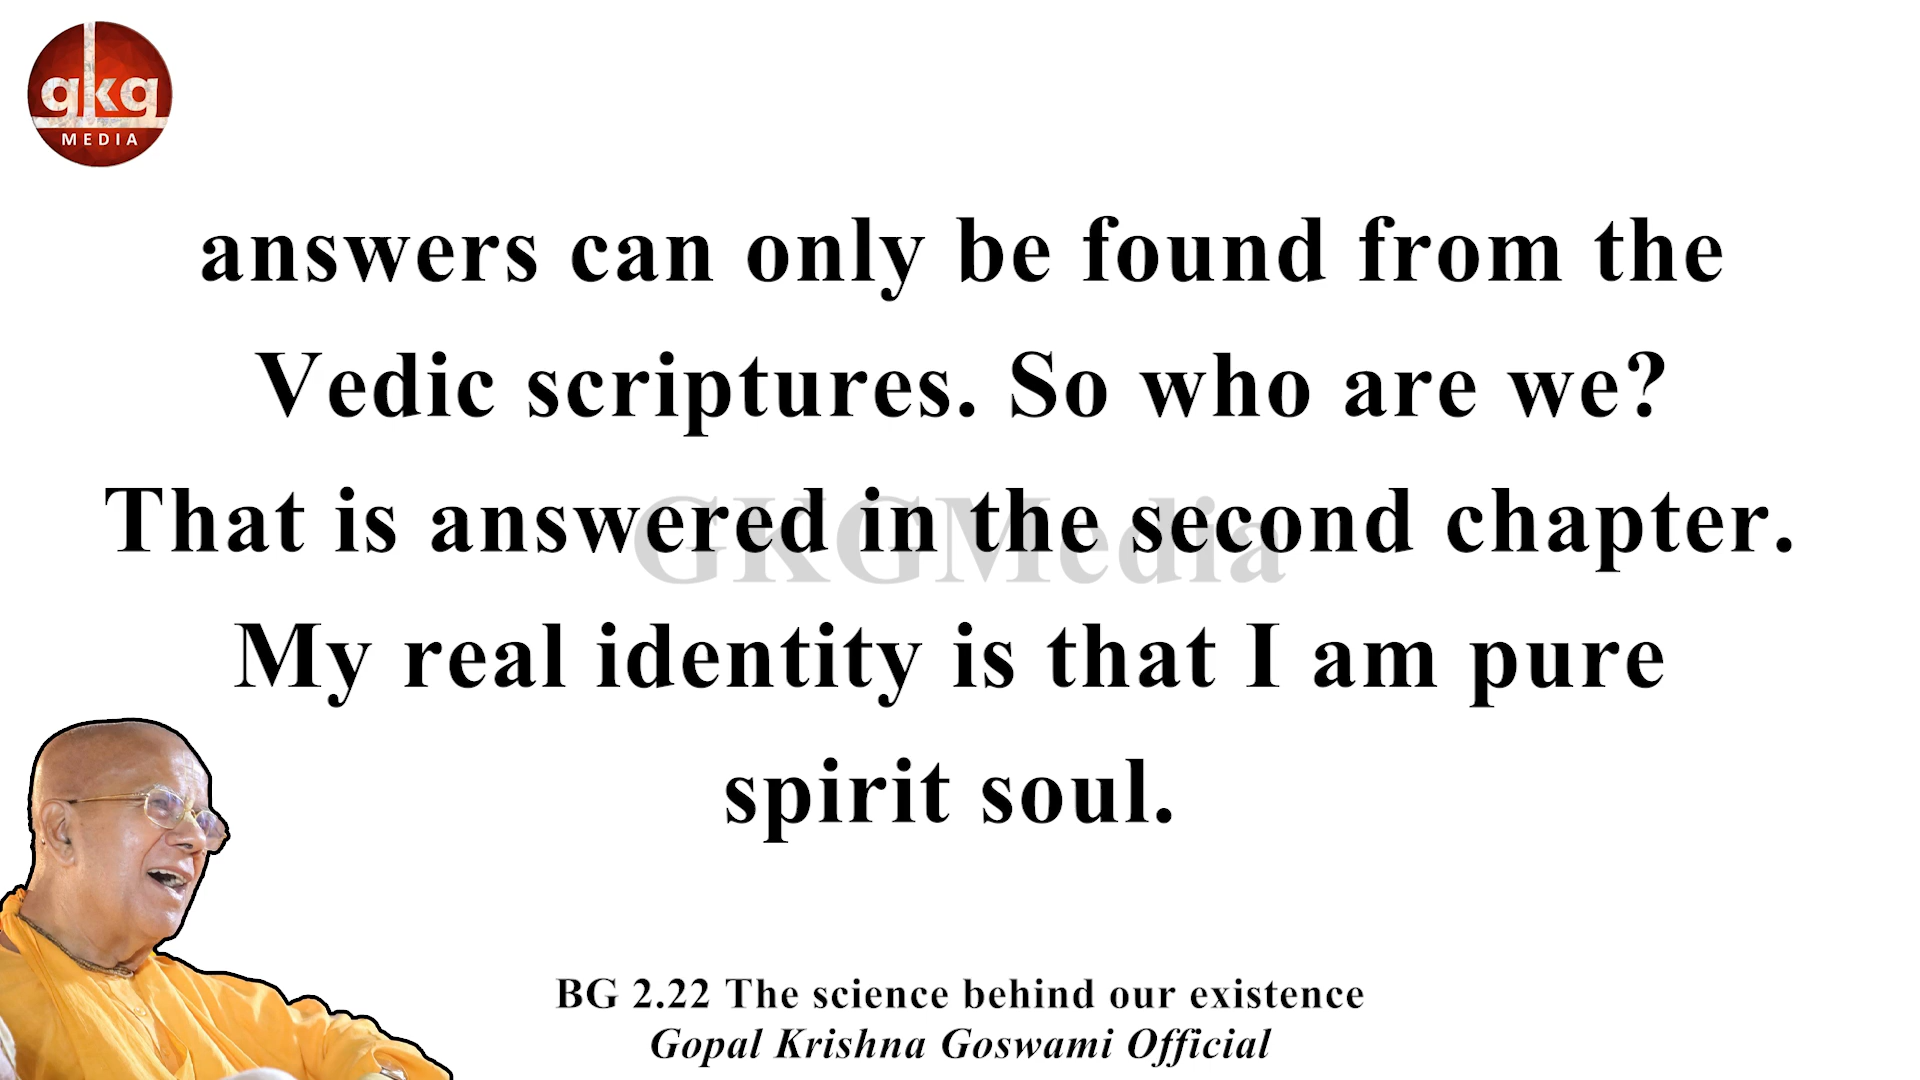 gkg
MEDIA
answers can only be found from the
Vedic scriptures. So who are we?
That is answered in the second chapter.
GKGMedia
My real identity is that I am pure
spirit soul.
BG 2.22 The science behind our existence
Gopal Krishna Goswami Official